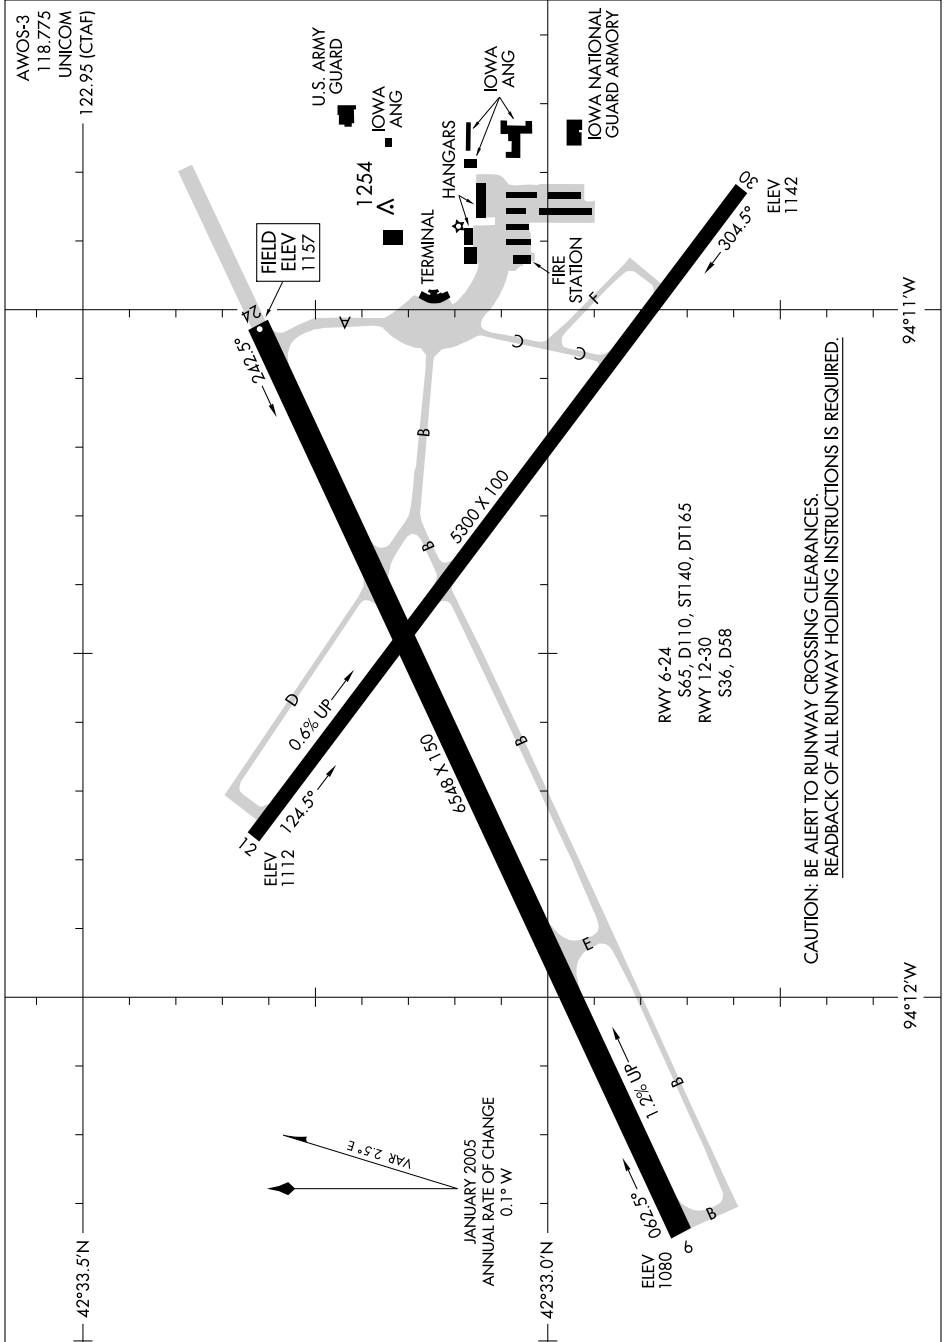 AWOS-3
118.775
UNICOM
122.95 (CTAF)
U.S. ARMY
GUARD
IOWA
ANG
1254
IOWA
ANG
HANGARS
IOWA NATIONAL
GUARD ARMORY
TERMINAL
FIRE
STATION
FIELD
ELEV
1157
24
242.5°
A
B
C
C
F
30
ELEV
1142
304.5°
94°11'W
5300 X 100
B
D
0.6% UP
124.5°
12
ELEV
1112
6548 X 150
B
E
RWY 6-24
S65, D110, ST140, DT165
RWY 12-30
S36, D58
CAUTION: BE ALERT TO RUNWAY CROSSING CLEARANCES.
READBACK OF ALL RUNWAY HOLDING INSTRUCTIONS IS REQUIRED.
94°12'W
VAR 2.5° E
JANUARY 2005
ANNUAL RATE OF CHANGE
0.1° W
1.2% UP
B
062.5°
B
6
ELEV
1080
42°33.5'N
42°33.0'N